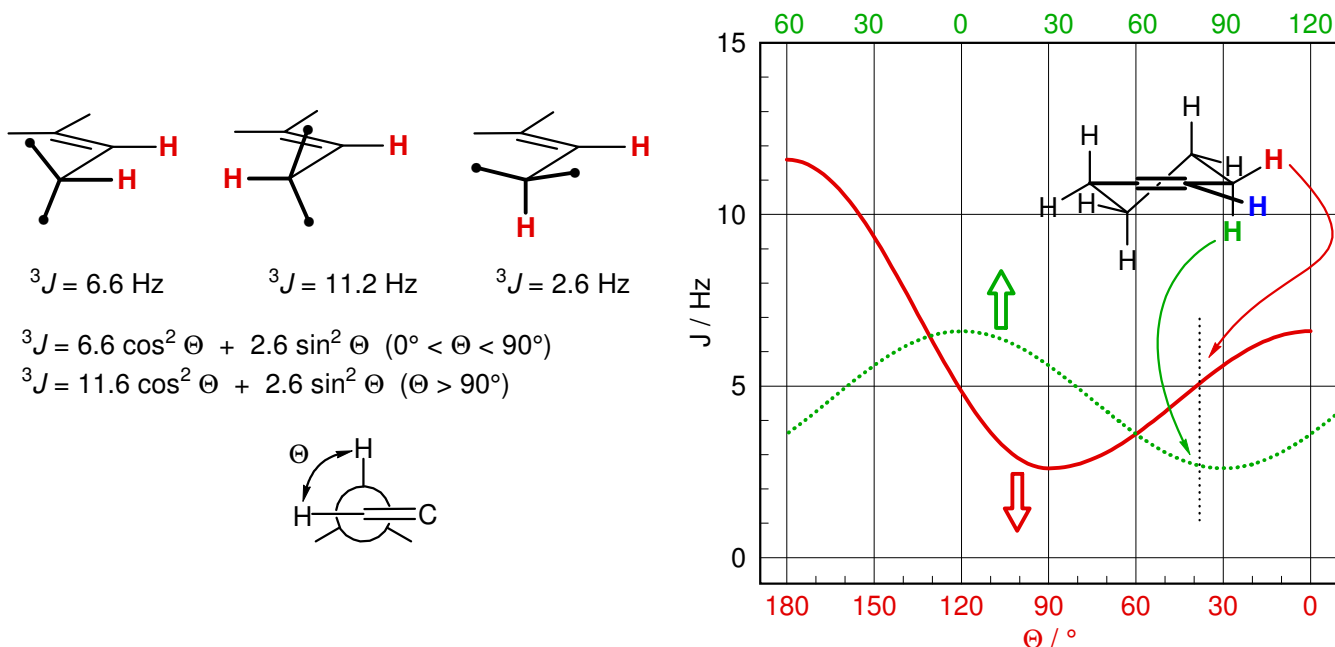 60 30 0 30 60 90 120
15
H
H H
H H
H H
H H H H H
10
H
³J = 6.6 Hz ³J = 11.2 Hz ³J = 2.6 Hz
J / Hz
³J = 6.6 cos² Θ + 2.6 sin² Θ (0° < Θ < 90°)
³J = 11.6 cos² Θ + 2.6 sin² Θ (Θ > 90°)
5
Θ H
H C
0
180 150 120 90 60 30 0
Θ / °